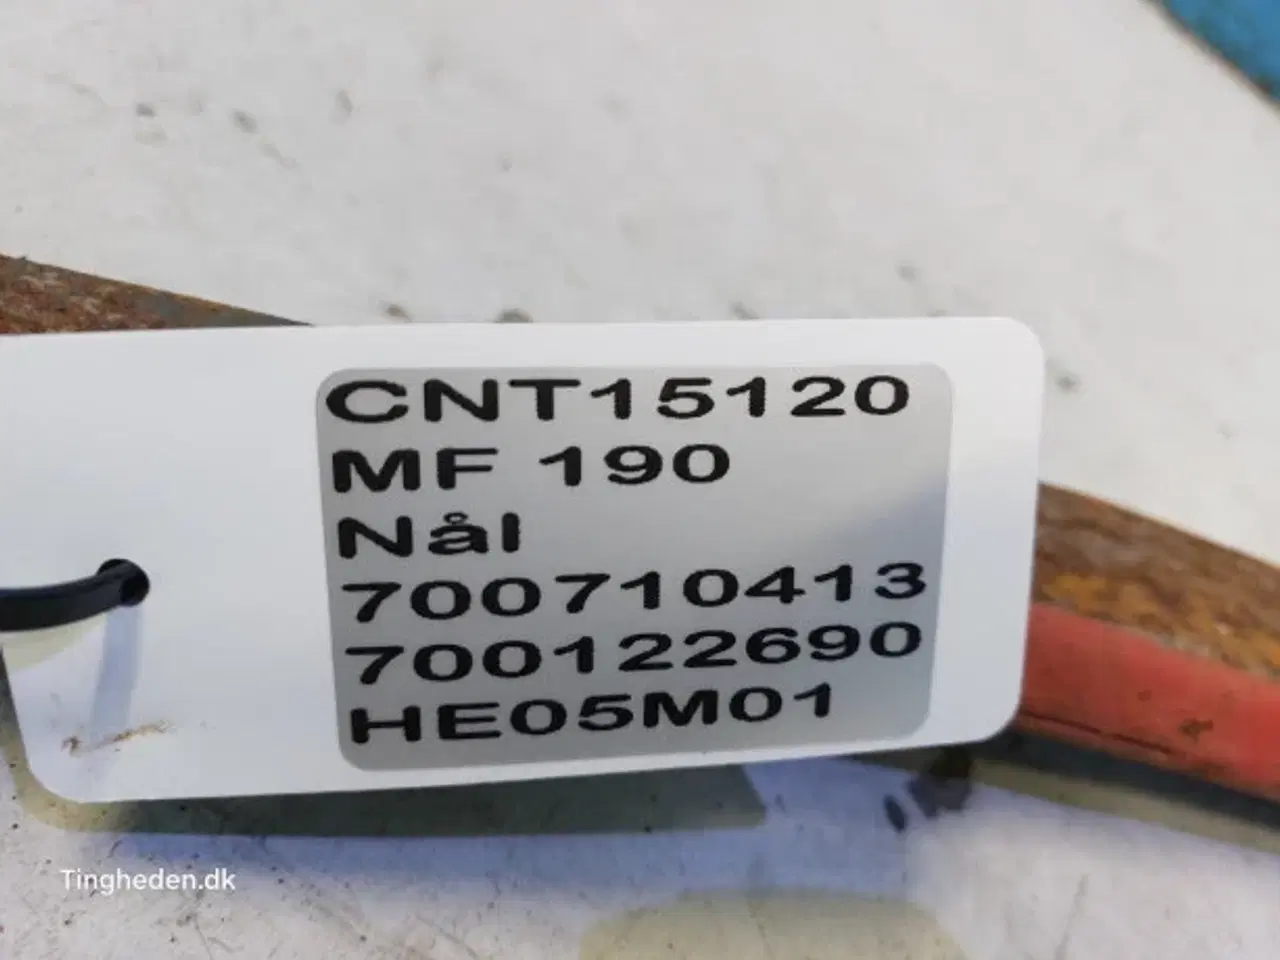 CNT15120
MF 190
Nål
700710413
700122690
HE05M01
Tingheden.dk